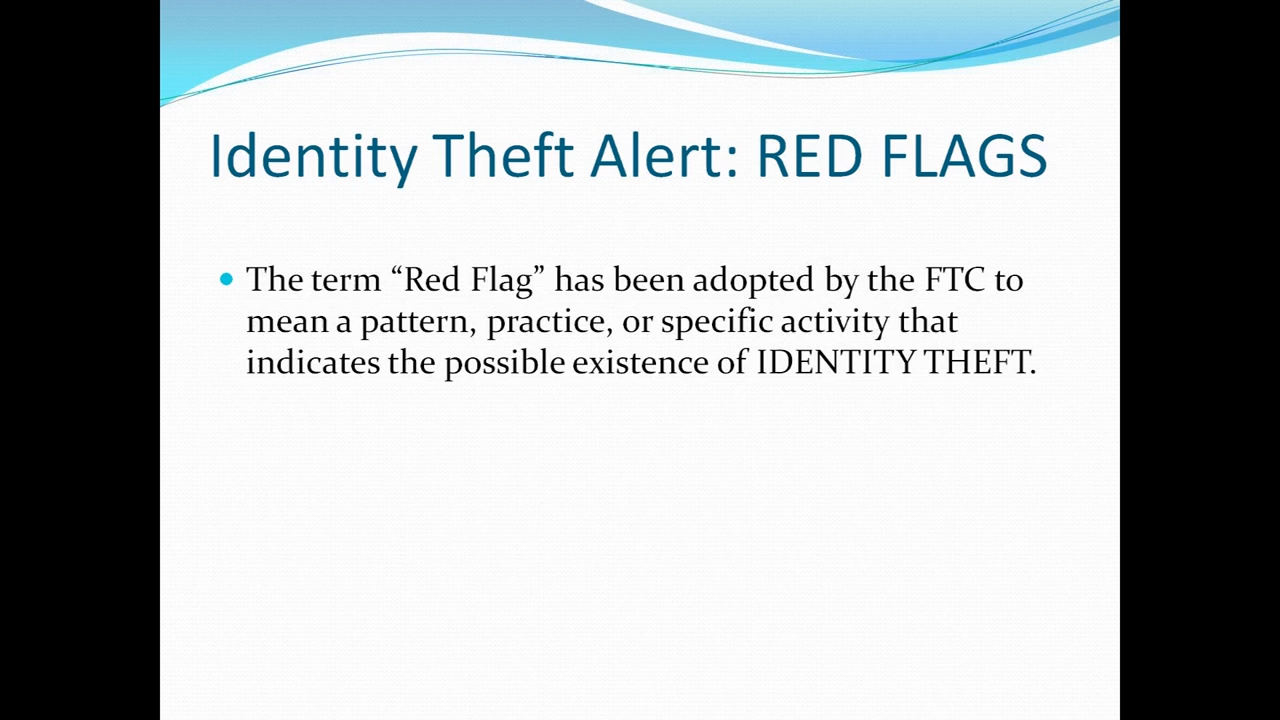 Identity Theft Alert: RED FLAGS
The term “Red Flag” has been adopted by the FTC to
mean a pattern, practice, or specific activity that
indicates the possible existence of IDENTITY THEFT.